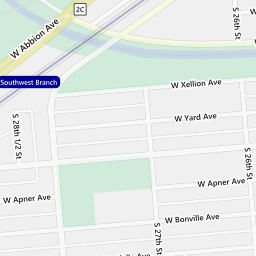 2C
W Abbion Ave
S 26th St
Southwest Branch
W Xellion Ave
W Yard Ave
S 28th 1/2 St
S 26th St
W Apner Ave
W Apner Ave
W Bonville Ave
S 27th St